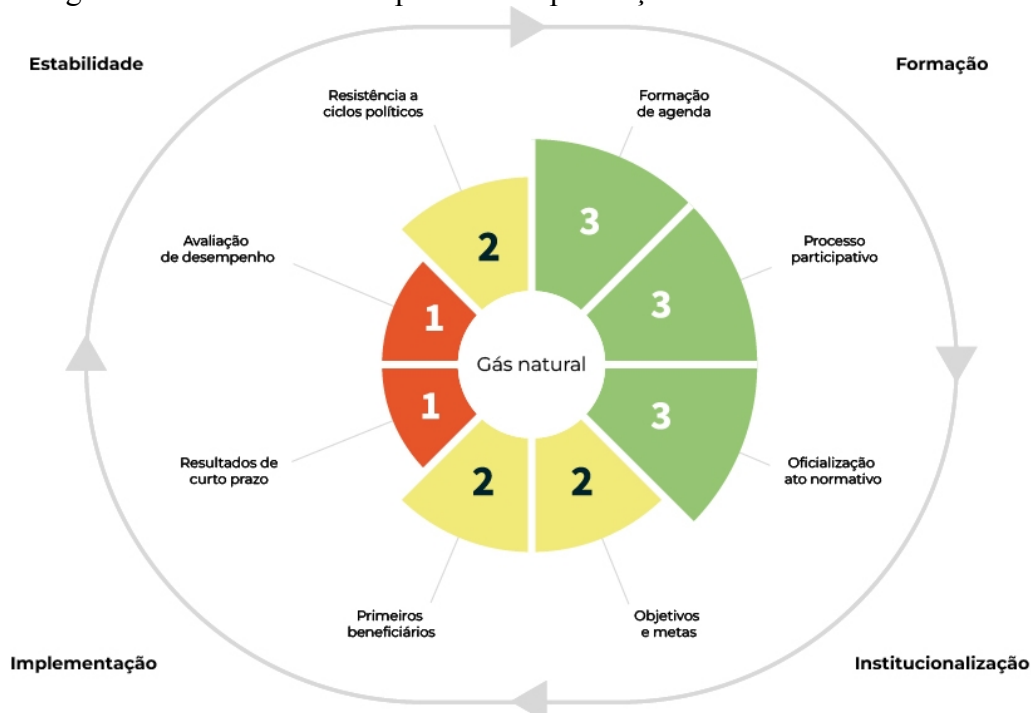 Estabilidade
Formação
Resistência a
ciclos políticos
Formação
de agenda
2
3
Avaliação
de desempenho
Processo
participativo
1
3
Gás natural
1
3
Resultados de
curto prazo
Oficialização
ato normativo
2
2
Primeiros
beneficiários
Objetivos
e metas
Implementação
Institucionalização